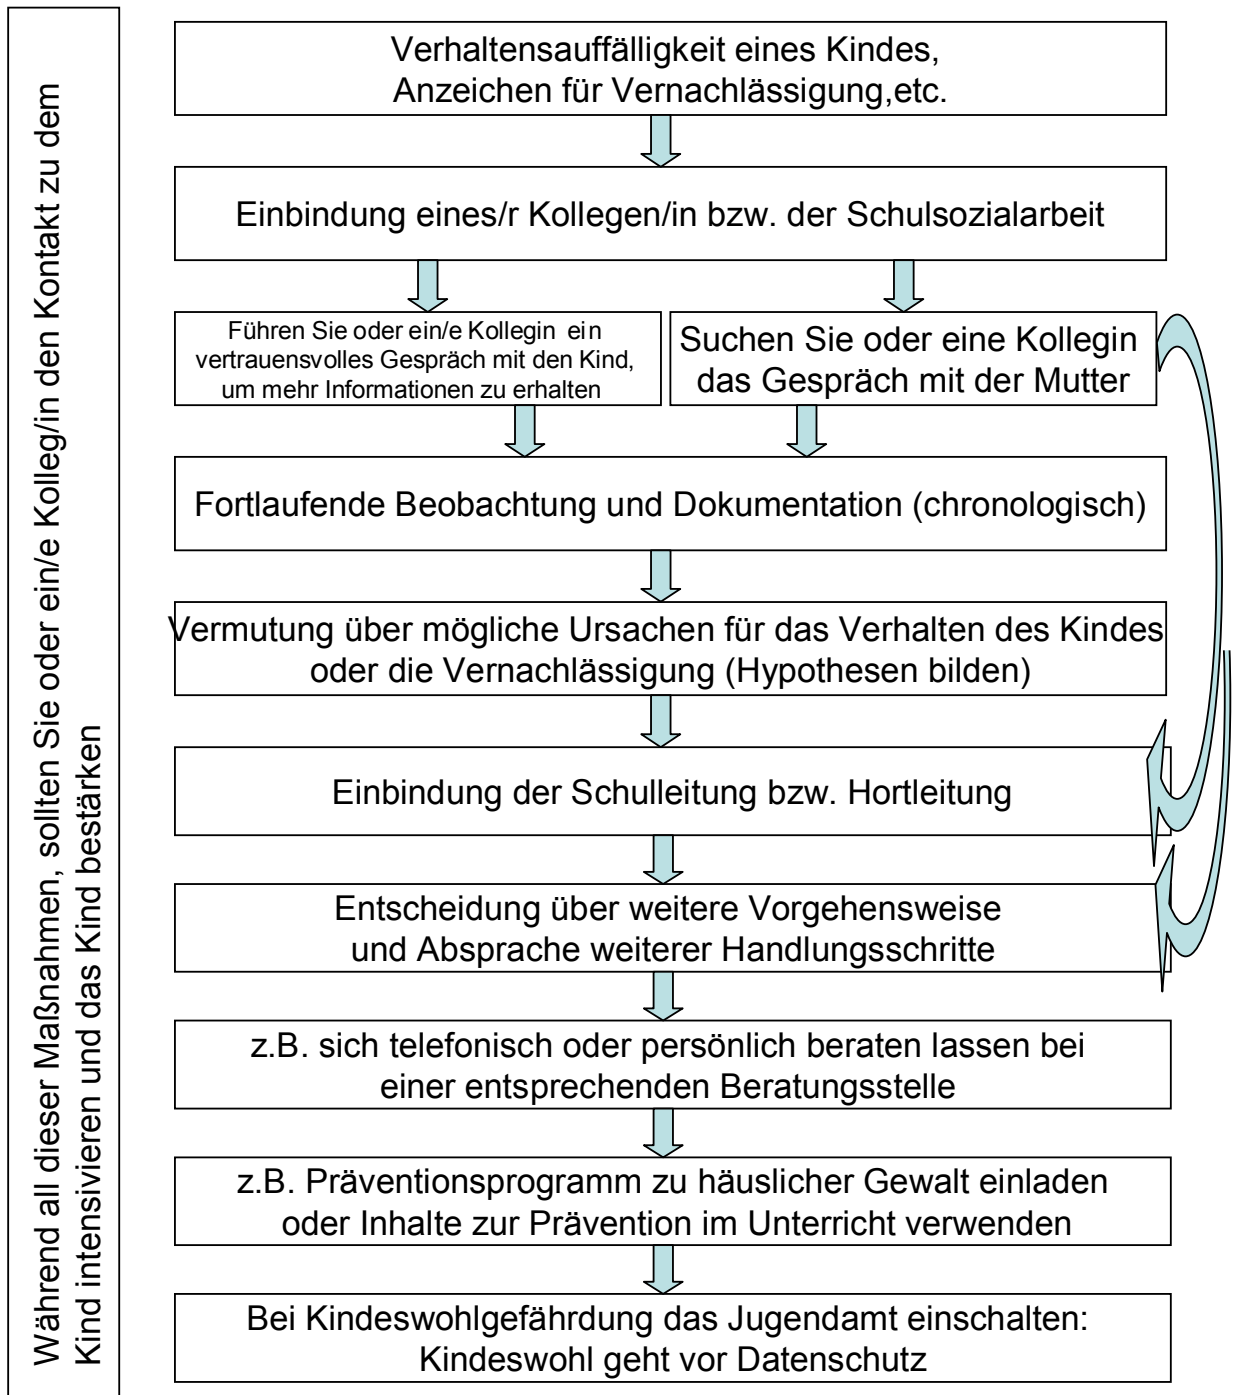 Während all dieser Maßnahmen, sollten Sie oder ein/e Kolleg/in den Kontakt zu dem
Kind intensivieren und das Kind bestärken
Verhaltensauffälligkeit eines Kindes,
Anzeichen für Vernachlässigung,etc.
Einbindung eines/r Kollegen/in bzw. der Schulsozialarbeit
Führen Sie oder ein/e Kollegin ein
vertrauensvolles Gespräch mit den Kind,
um mehr Informationen zu erhalten
Suchen Sie oder eine Kollegin
das Gespräch mit der Mutter
Fortlaufende Beobachtung und Dokumentation (chronologisch)
Vermutung über mögliche Ursachen für das Verhalten des Kindes
oder die Vernachlässigung (Hypothesen bilden)
Einbindung der Schulleitung bzw. Hortleitung
Entscheidung über weitere Vorgehensweise
und Absprache weiterer Handlungsschritte
z.B. sich telefonisch oder persönlich beraten lassen bei
einer entsprechenden Beratungsstelle
z.B. Präventionsprogramm zu häuslicher Gewalt einladen
oder Inhalte zur Prävention im Unterricht verwenden
Bei Kindeswohlgefährdung das Jugendamt einschalten:
Kindeswohl geht vor Datenschutz